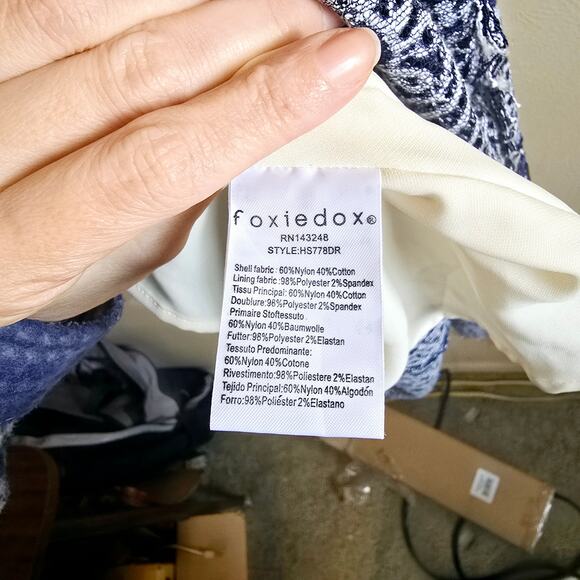 foxiedox®
RN143248
STYLE:HS778DR
Shell fabric: 60%Nylon 40%Cotton
Lining fabric:98%Polyester 2%Spandex
Tissu Principal: 60%Nylon 40%Cotton
Doublure:98%Polyester 2%Spandex
Primaire Stoftessuto
60%Nylon 40%Baumwolle
Futter:98%Polyester 2%Elastan
Tessuto Predominante:
60%Nylon 40%Cotone
Rivestimento:98%Poliestere 2%Elastan
Tejido Principal:60%Nylon 40%Algodón
Forro:98%Poliéster 2%Elastano